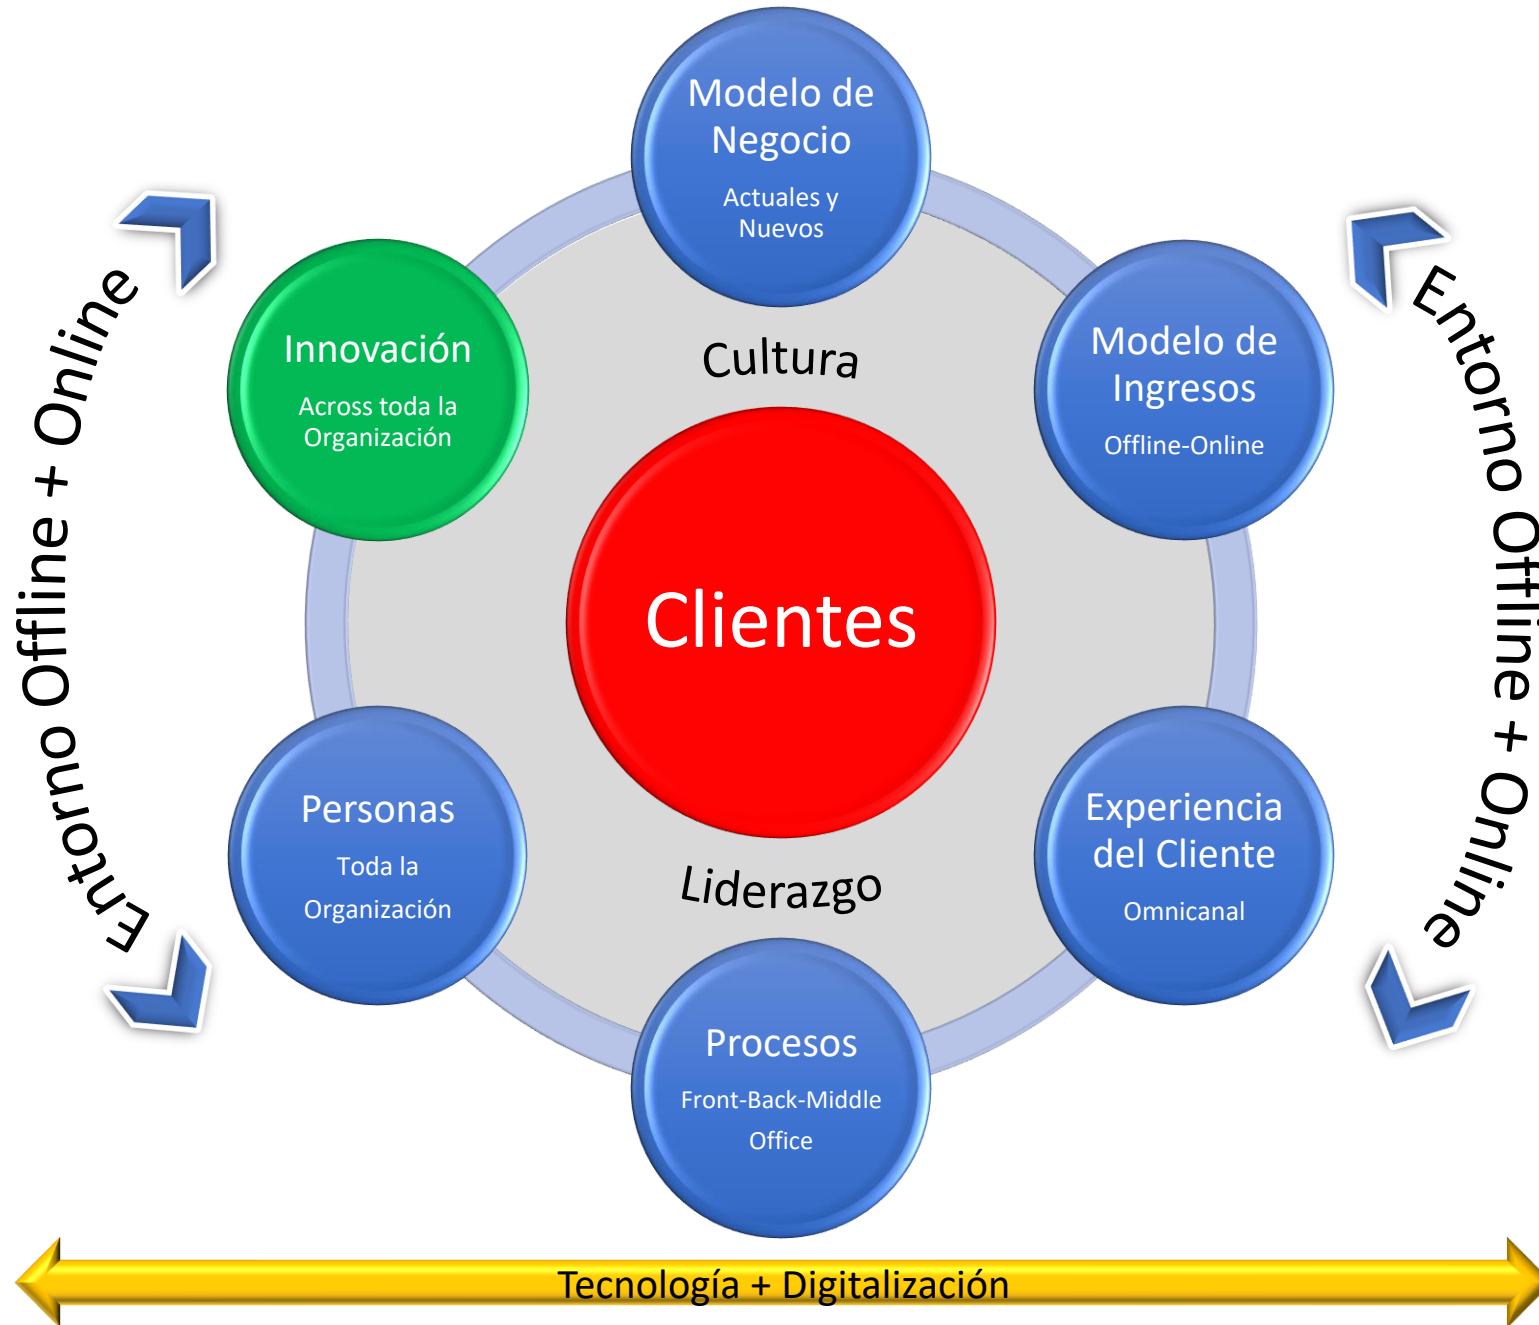 Modelo de
Negocio
Actuales y
Nuevos
Innovación
Across toda la
Organización
Cultura
Modelo de
Ingresos
Offline-Online
Entorno Offline + Online
Clientes
Entorno Offline + Online
Personas
Toda la
Organización
Liderazgo
Experiencia
del Cliente
Omnicanal
Procesos
Front-Back-Middle
Office
Tecnología + Digitalización